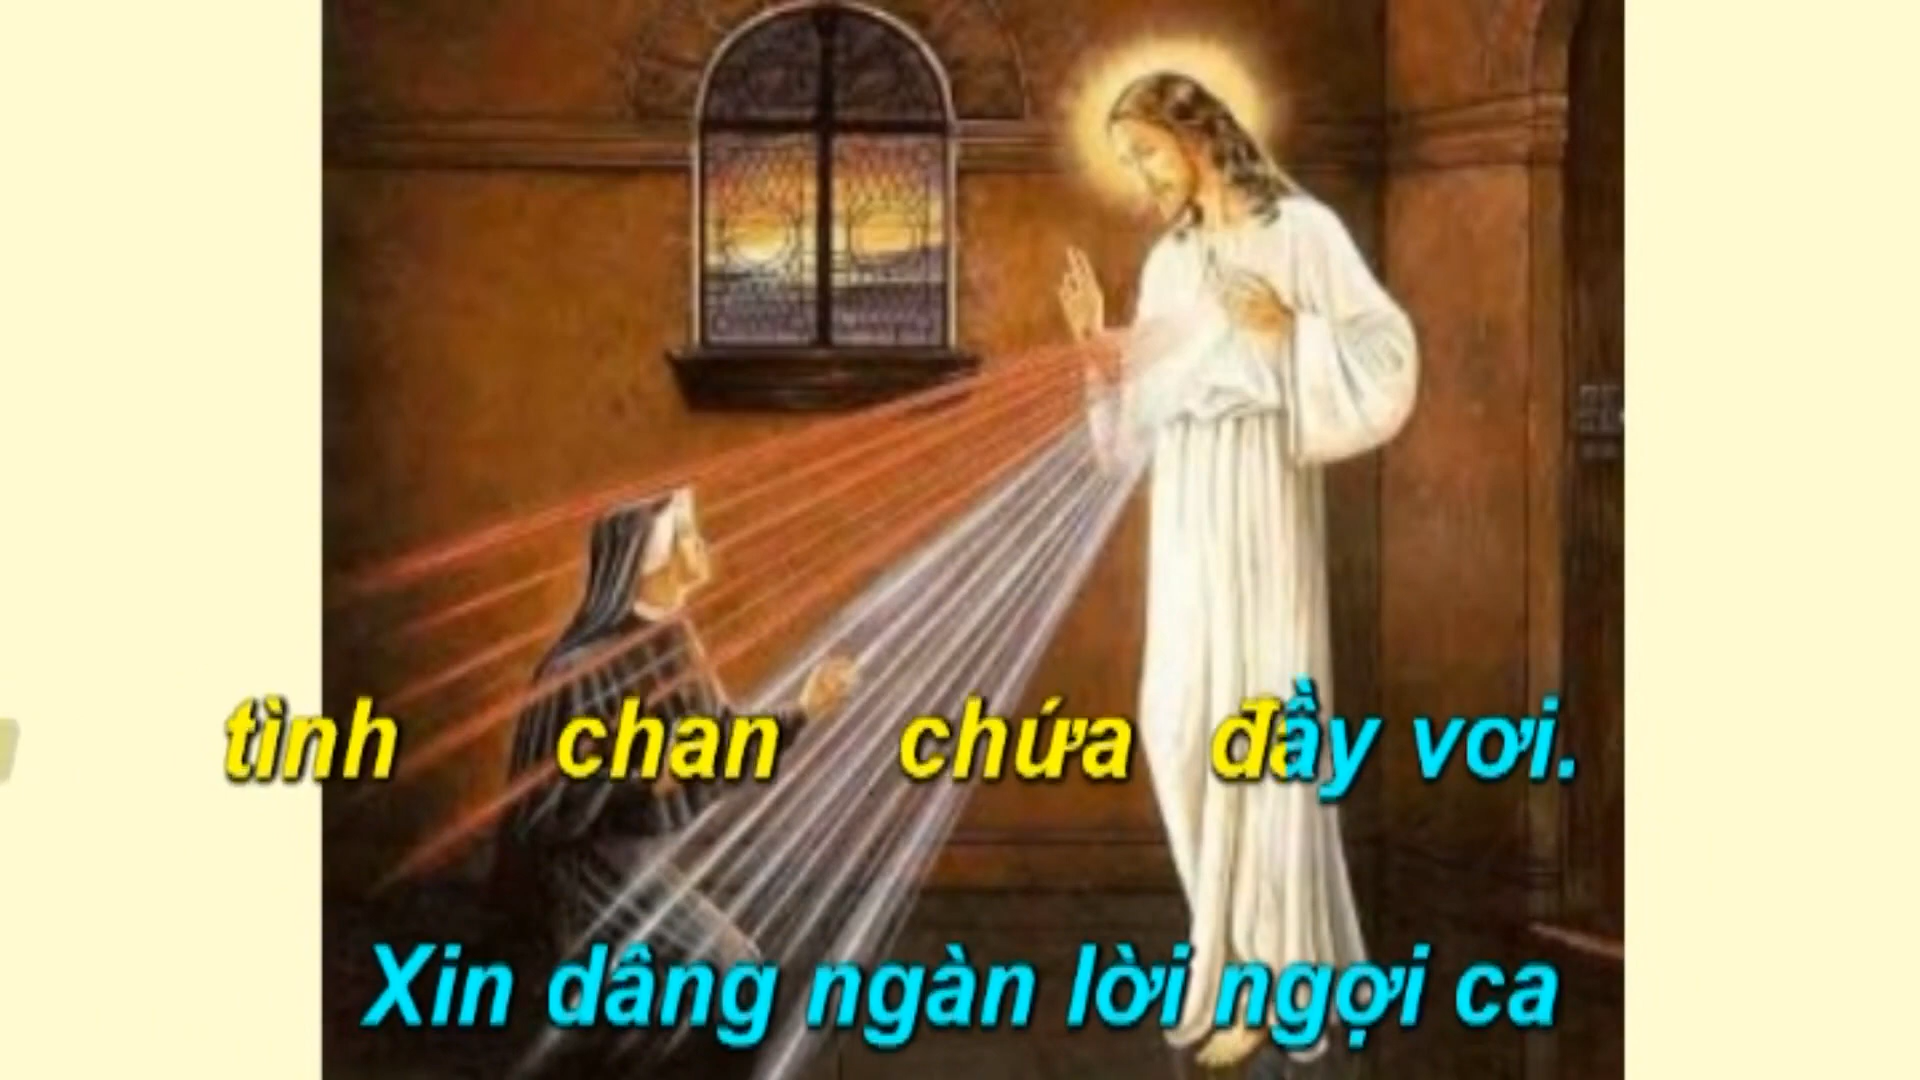 tình chan chứa đầy vơi.
Xin dâng ngàn lời ngợi ca